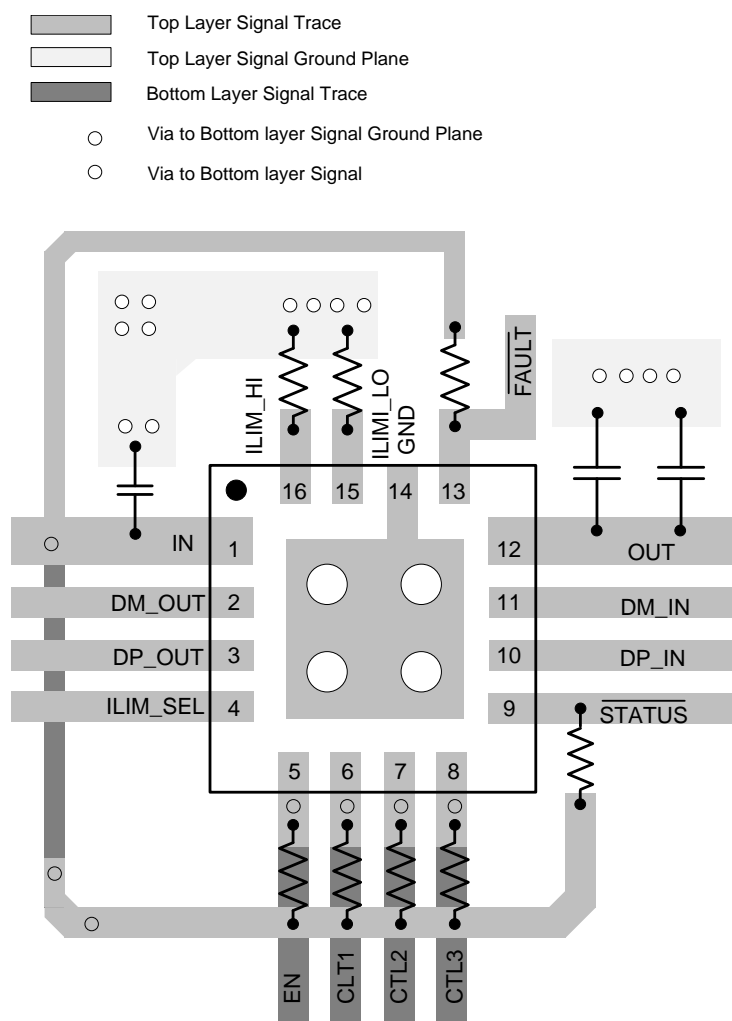 Top Layer Signal Trace
Top Layer Signal Ground Plane
Bottom Layer Signal Trace
Via to Bottom layer Signal Ground Plane
Via to Bottom layer Signal
ILIM_HI
ILIMI_LO
GND
FAULT
16
15
14
13
IN
1
12
OUT
DM_OUT
2
11
DM_IN
DP_OUT
3
10
DP_IN
ILIM_SEL
4
9
STATUS
5
6
7
8
EN
CLT1
CTL2
CTL3